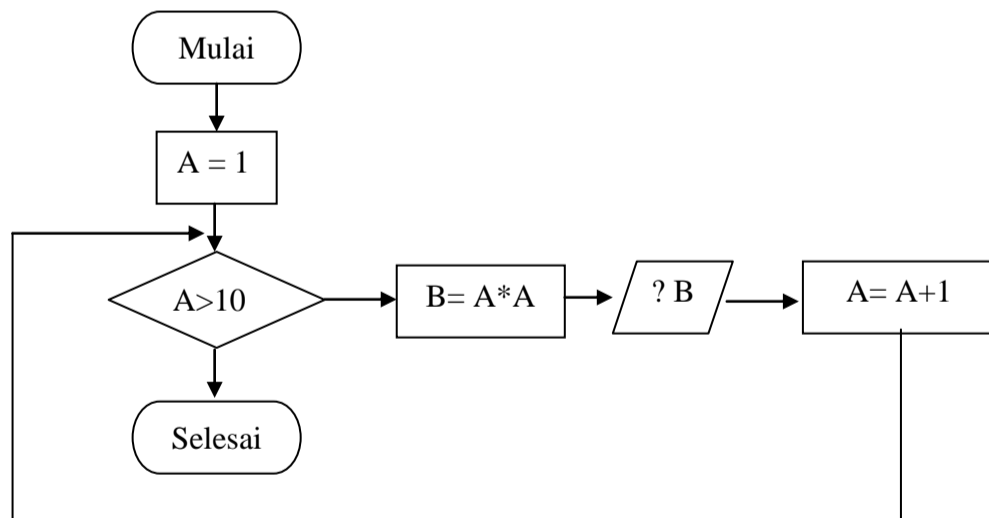 Mulai
A = 1
A>10
B= A*A
? B
A= A+1
Selesai